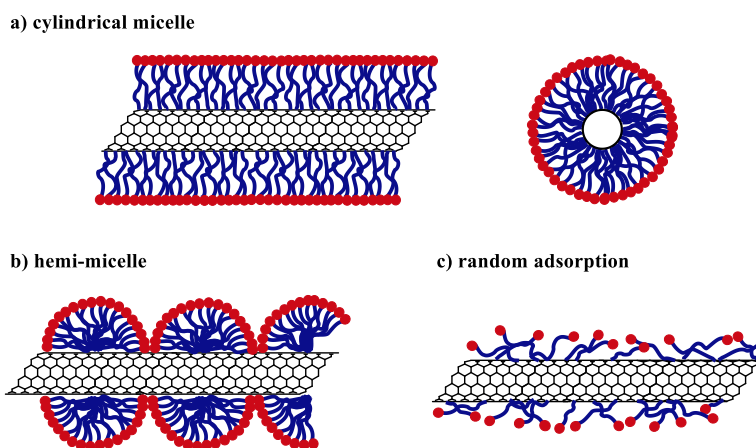 a) cylindrical micelle
b) hemi-micelle
c) random adsorption